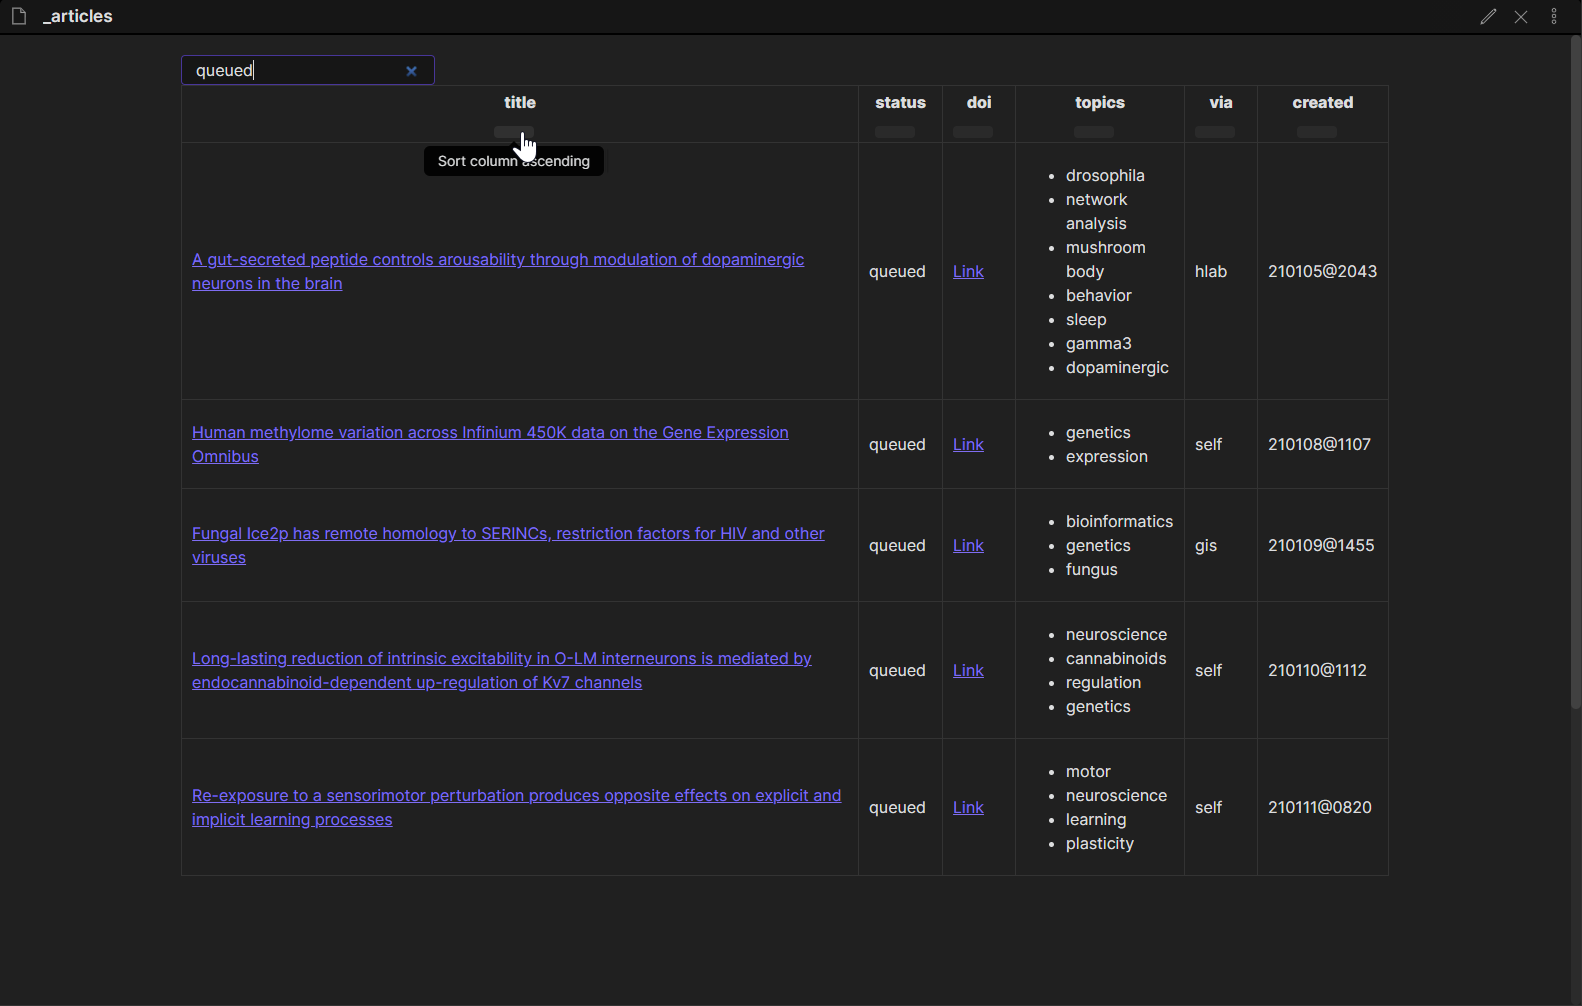 _articles
queued
title status doi topics via created
Sort column ascending
A gut-secreted peptide controls arousability through modulation of dopaminergic
neurons in the brain
queued
Link
drosophila
network
analysis
mushroom
body
behavior
sleep
gamma3
dopaminergic
hlab
210105@2043
Human methylome variation across Infinium 450K data on the Gene Expression
Omnibus
queued
Link
genetics
expression
self
210108@1107
Fungal Ice2p has remote homology to SERINCs, restriction factors for HIV and other
viruses
queued
Link
bioinformatics
genetics
fungus
gis
210109@1455
Long-lasting reduction of intrinsic excitability in O-LM interneurons is mediated by
endocannabinoid-dependent up-regulation of Kv7 channels
queued
Link
neuroscience
cannabinoids
regulation
genetics
self
210110@1112
Re-exposure to a sensorimotor perturbation produces opposite effects on explicit and
implicit learning processes
queued
Link
motor
neuroscience
learning
plasticity
self
210111@0820